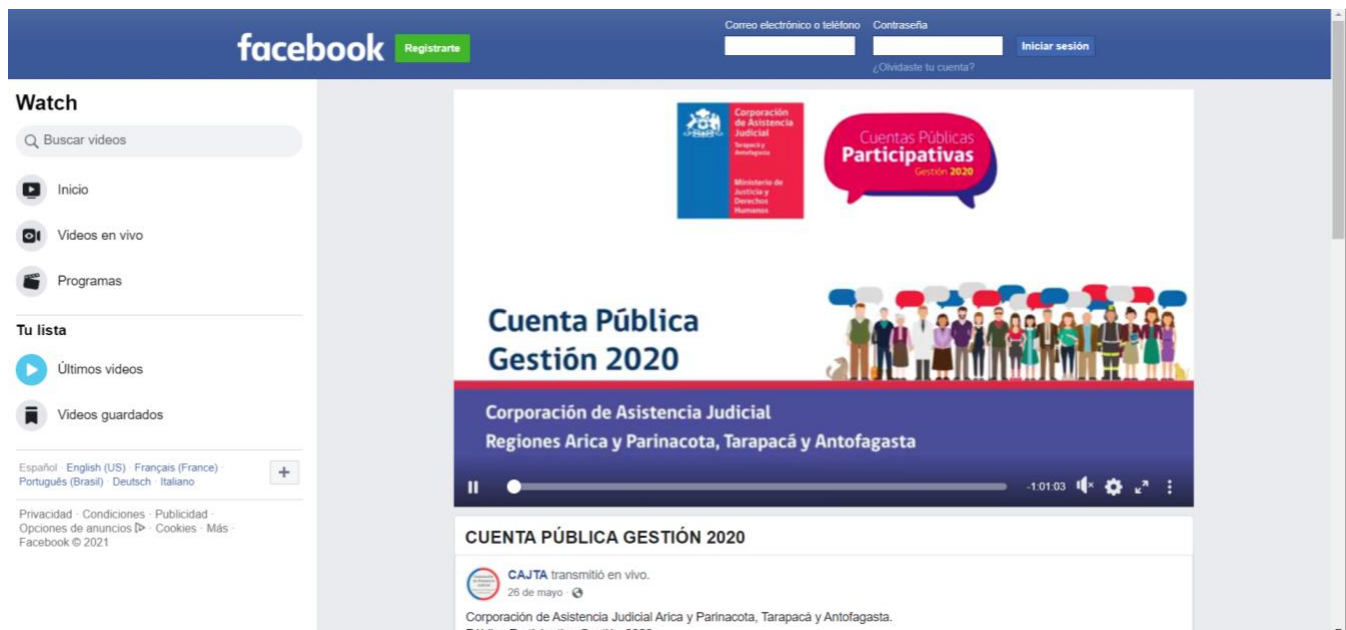 facebook
Registrarte
Correo electrónico o teléfono
Contraseña
Iniciar sesión
¿Olvidaste tu cuenta?
Watch
Buscar videos
Inicio
Videos en vivo
Programas
Tu lista
Últimos videos
Videos guardados
Español · English (US) · Français (France) ·
Português (Brasil) · Deutsch · Italiano
Privacidad · Condiciones · Publicidad ·
Opciones de anuncios · Cookies · Más ·
Facebook © 2021
Corporación
de Asistencia
Judicial
Tarapacá y
Antofagasta
Ministerio de
Justicia y
Derechos
Humanos
Cuentas Públicas
Participativas
Gestión 2020
Cuenta Pública
Gestión 2020
Corporación de Asistencia Judicial
Regiones Arica y Parinacota, Tarapacá y Antofagasta
-1:01:03
CUENTA PÚBLICA GESTIÓN 2020
CAJTA transmitió en vivo.
26 de mayo ·
Corporación de Asistencia Judicial Arica y Parinacota, Tarapacá y Antofagasta.